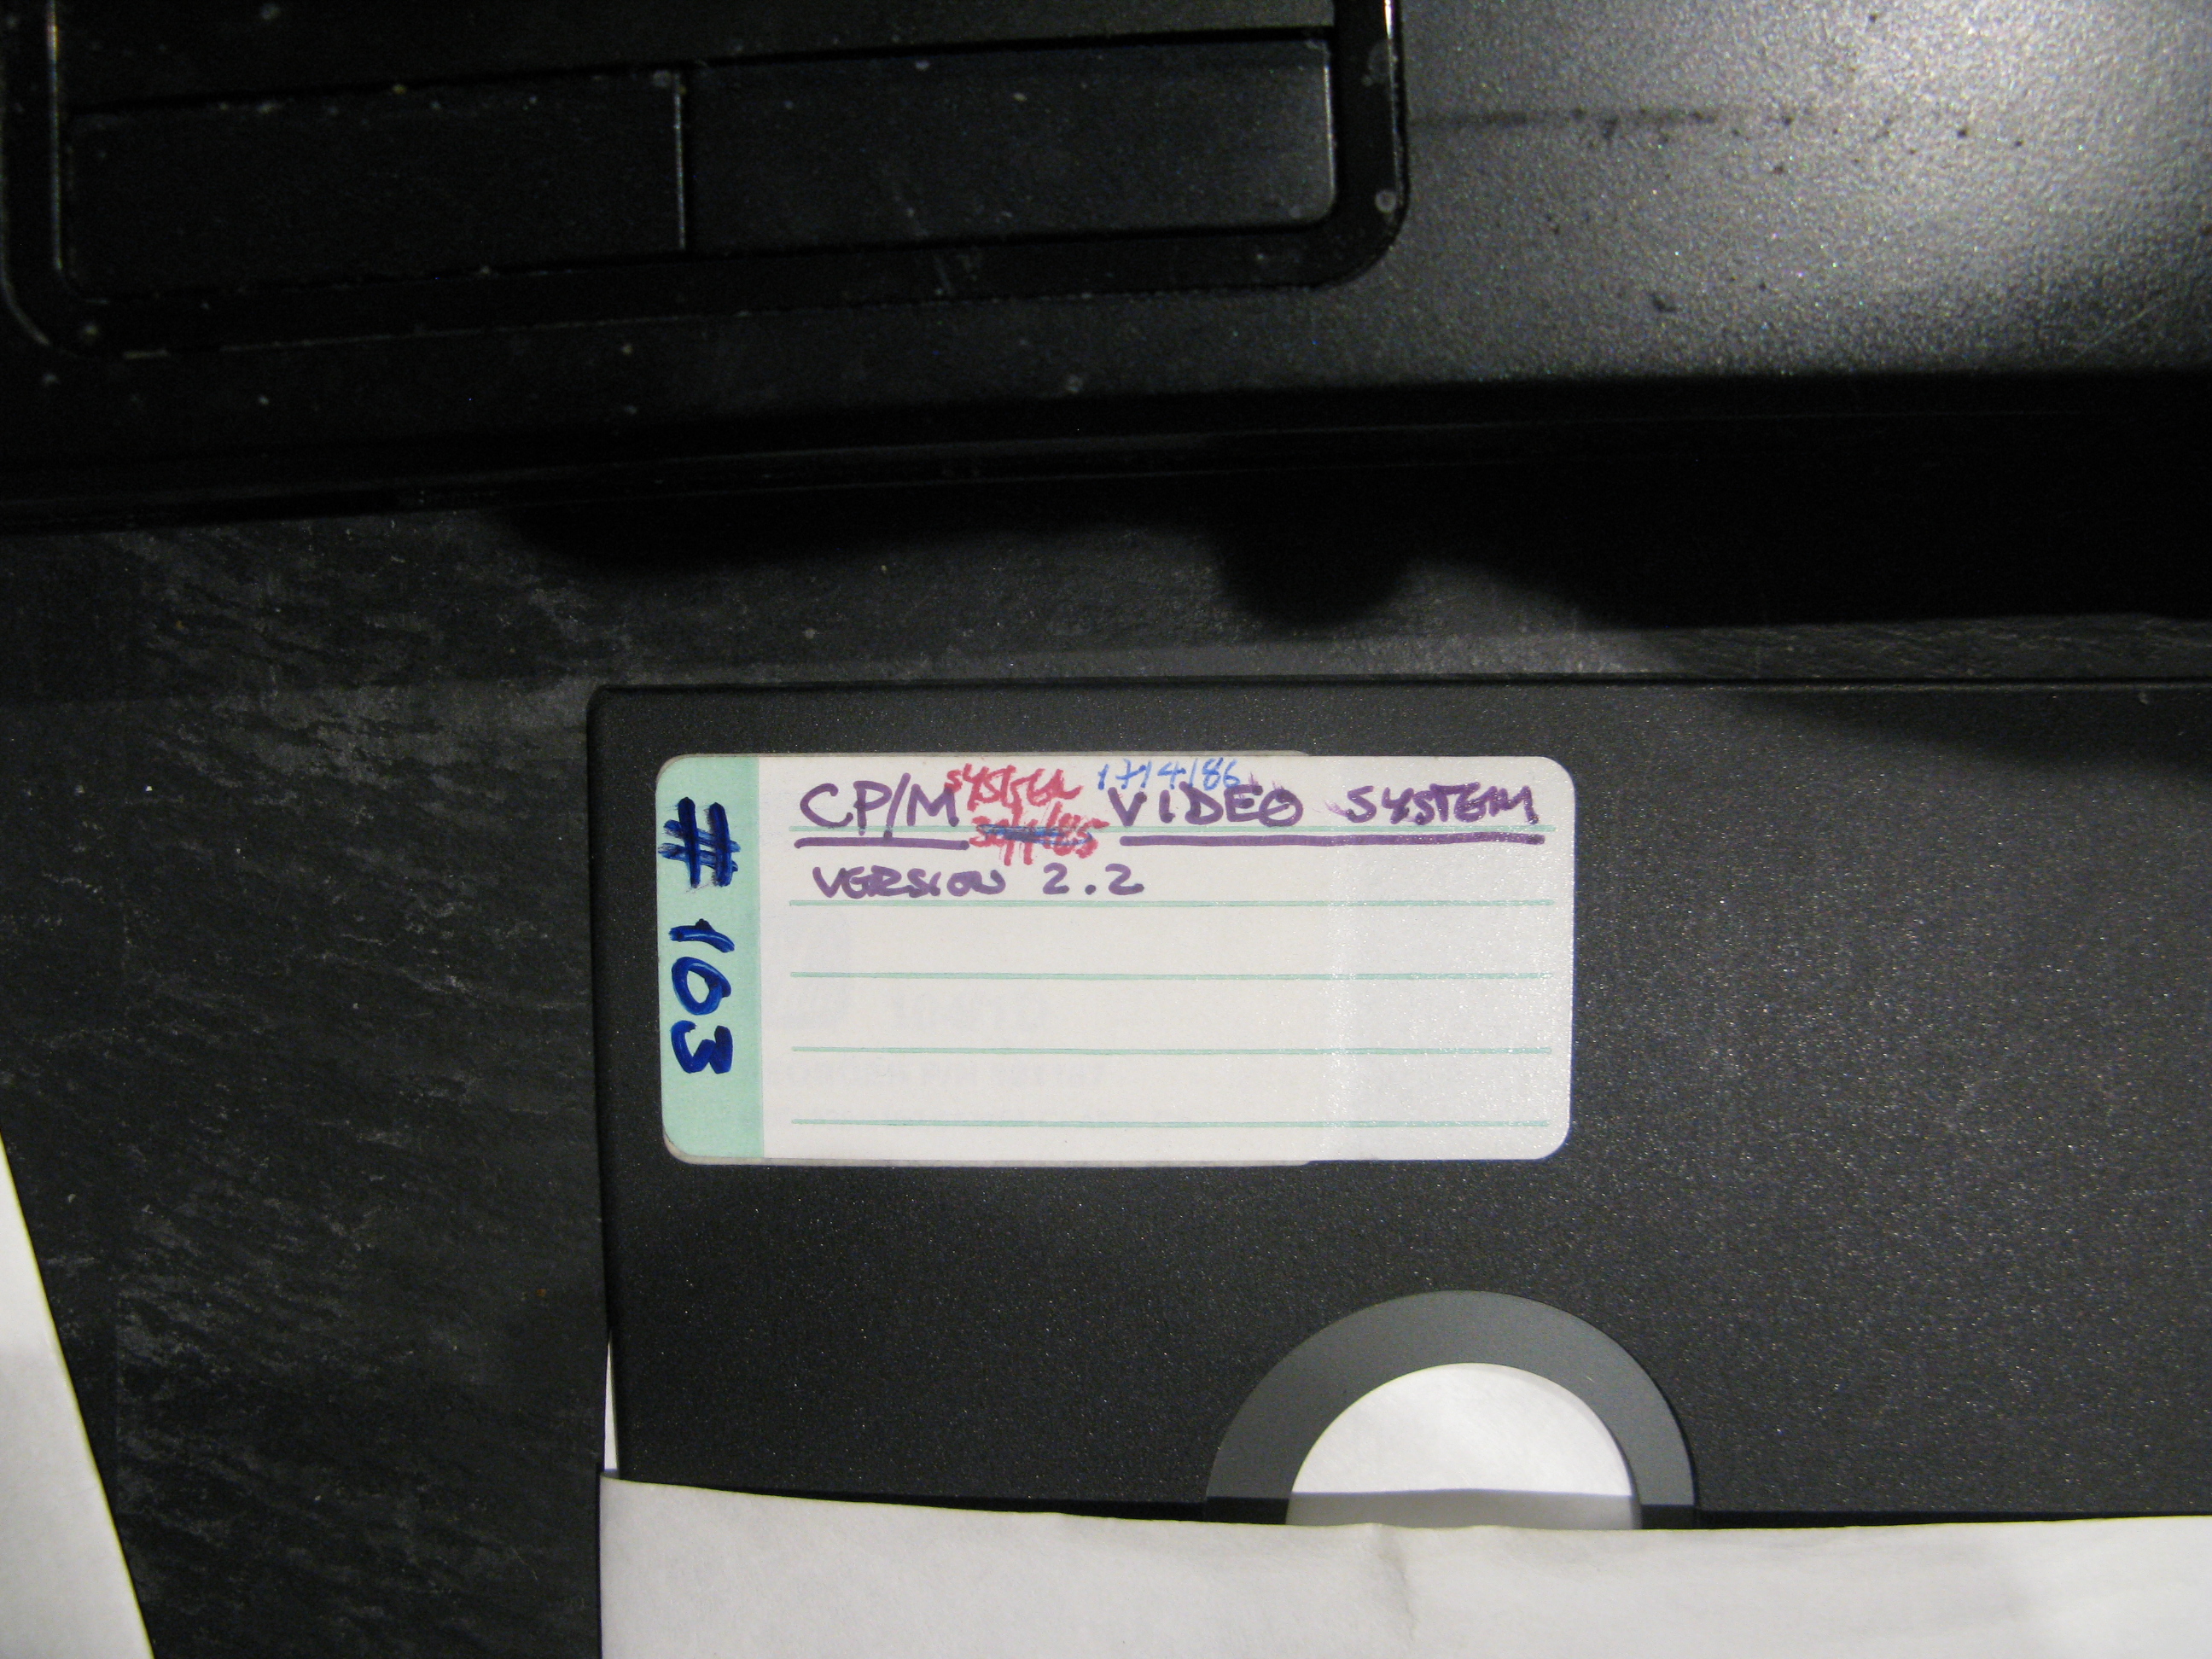 # 103
SYSTEM 17/4/86
CP/M VIDEO SYSTEM
VERSION 2.2